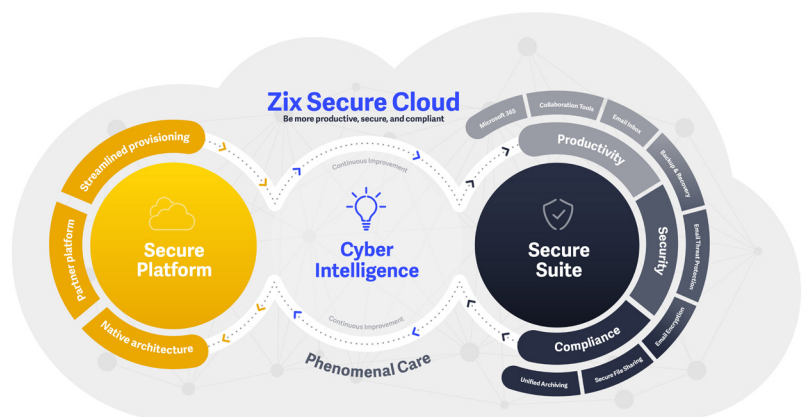 Zix Secure Cloud
Be more productive, secure, and compliant
Streamlined provisioning
Partner platform
Native architecture
Secure
Platform
Continuous Improvement
Cyber
Intelligence
Continuous Improvement
Phenomenal Care
Secure
Suite
Productivity
Security
Compliance
Microsoft 365
Collaboration Tools
Email Inbox
Backup & Recovery
Email Threat Protection
Email Encryption
Secure File Sharing
Unified Archiving